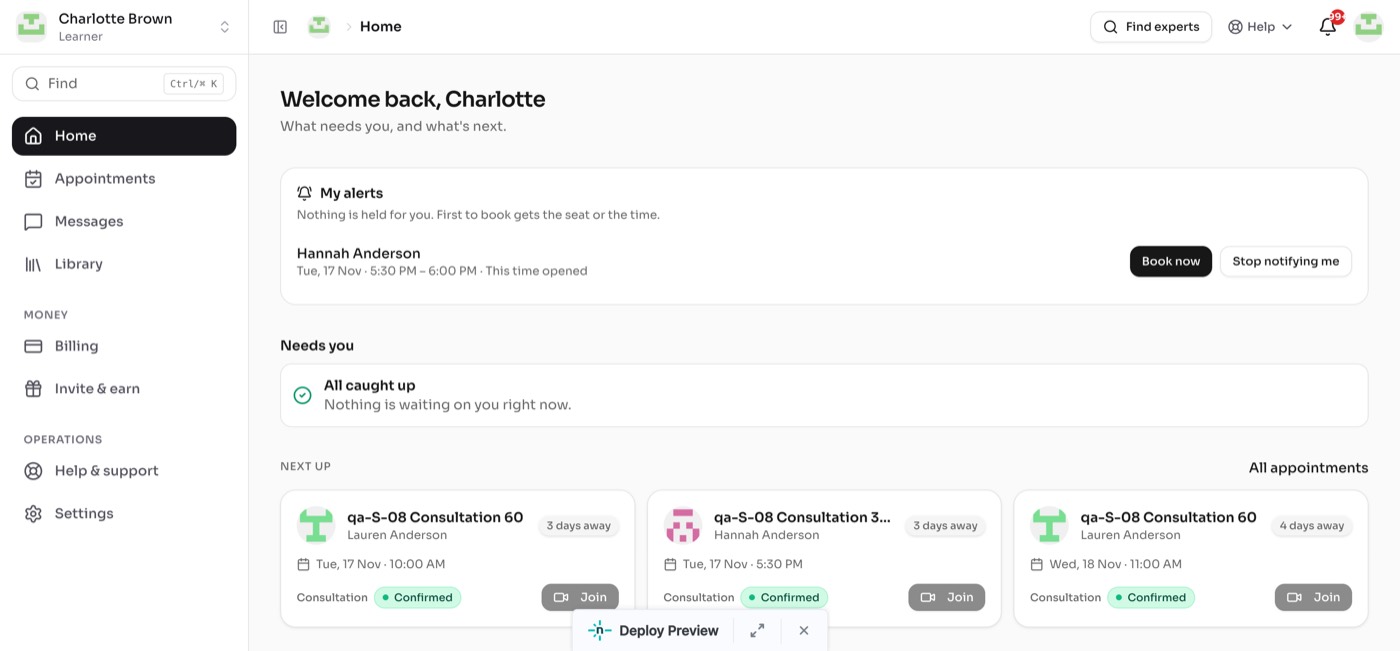 Charlotte Brown
Learner
Home
Find experts
Help
99+
Find
Ctrl/⌘ K
Home
Appointments
Messages
Library
MONEY
Billing
Invite & earn
OPERATIONS
Help & support
Settings
Welcome back, Charlotte
What needs you, and what's next.
My alerts
Nothing is held for you. First to book gets the seat or the time.
Hannah Anderson
Tue, 17 Nov · 5:30 PM – 6:00 PM · This time opened
Book now
Stop notifying me
Needs you
All caught up
Nothing is waiting on you right now.
NEXT UP
All appointments
qa-S-08 Consultation 60
Lauren Anderson
3 days away
Tue, 17 Nov · 10:00 AM
Consultation
Confirmed
Join
qa-S-08 Consultation 3...
Hannah Anderson
3 days away
Tue, 17 Nov · 5:30 PM
Consultation
Confirmed
Join
qa-S-08 Consultation 60
Lauren Anderson
4 days away
Wed, 18 Nov · 11:00 AM
Consultation
Confirmed
Join
n
Deploy Preview